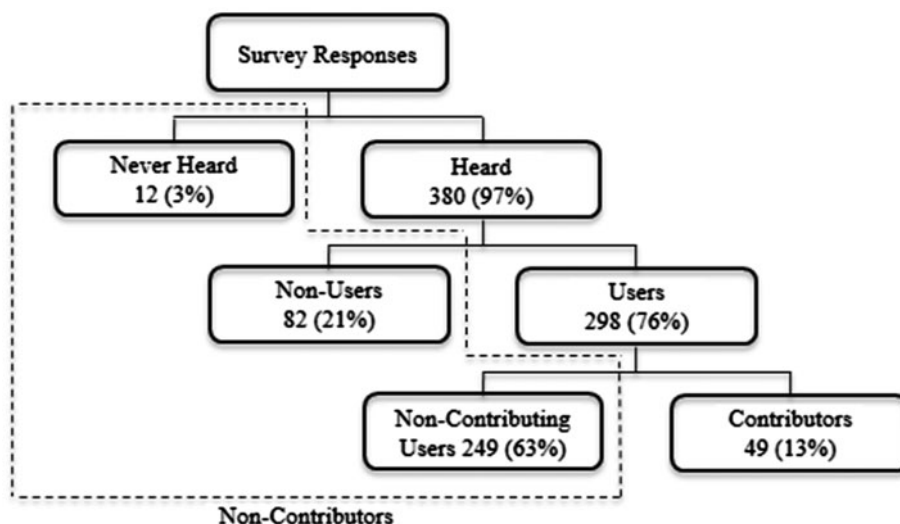 Survey Responses
Never Heard
12 (3%)
Heard
380 (97%)
Non-Users
82 (21%)
Users
298 (76%)
Non-Contributing
Users 249 (63%)
Contributors
49 (13%)
Non-Contributors